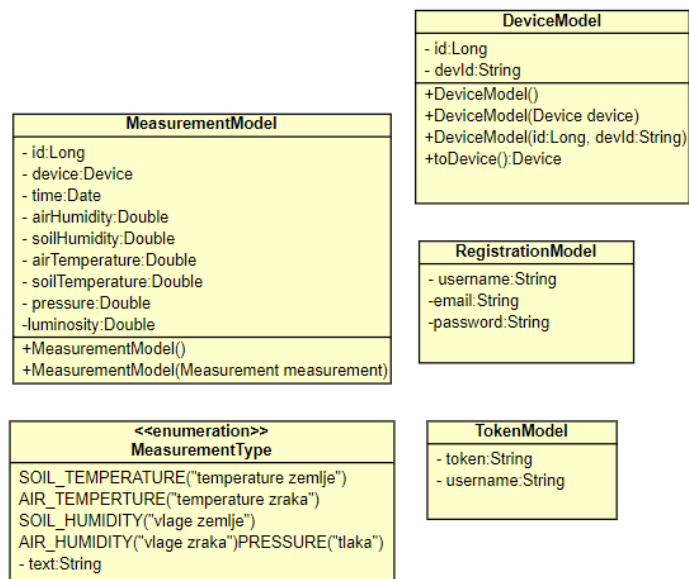 DeviceModel
- id:Long
- devId:String
+DeviceModel()
+DeviceModel(Device device)
+DeviceModel(id:Long, devId:String)
+toDevice():Device
MeasurementModel
- id:Long
- device:Device
- time:Date
- airHumidity:Double
- soilHumidity:Double
- airTemperature:Double
- soilTemperature:Double
- pressure:Double
-luminosity:Double
+MeasurementModel()
+MeasurementModel(Measurement measurement)
RegistrationModel
- username:String
-email:String
-password:String
<<enumeration>>
MeasurementType
SOIL_TEMPERATURE("temperature zemlje")
AIR_TEMPERTURE("temperature zraka")
SOIL_HUMIDITY("vlage zemlje")
AIR_HUMIDITY("vlage zraka")PRESSURE("tlaka")
- text:String
TokenModel
- token:String
- username:String